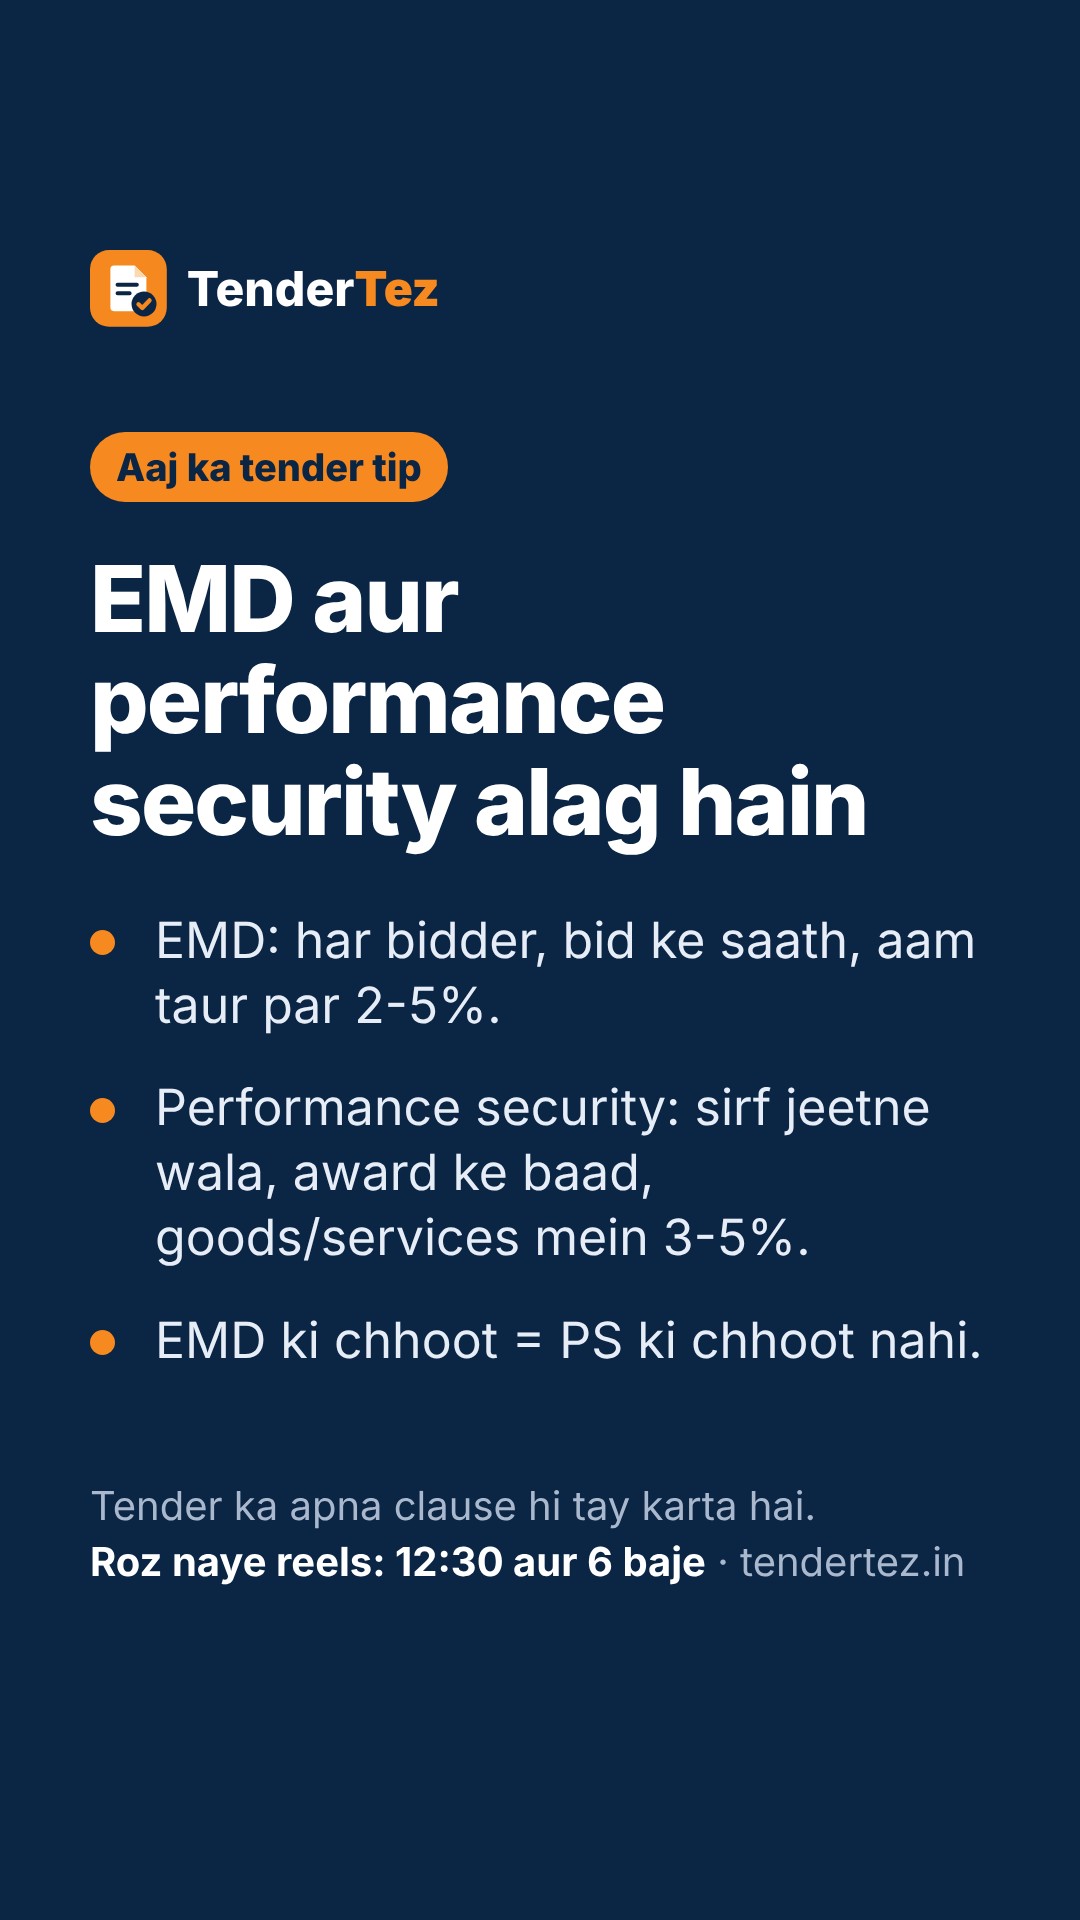 TenderTez
Aaj ka tender tip
EMD aur
performance
security alag hain
EMD: har bidder, bid ke saath, aam
taur par 2-5%.
Performance security: sirf jeetne
wala, award ke baad,
goods/services mein 3-5%.
EMD ki chhoot = PS ki chhoot nahi.
Tender ka apna clause hi tay karta hai.
Roz naye reels: 12:30 aur 6 baje · tendertez.in